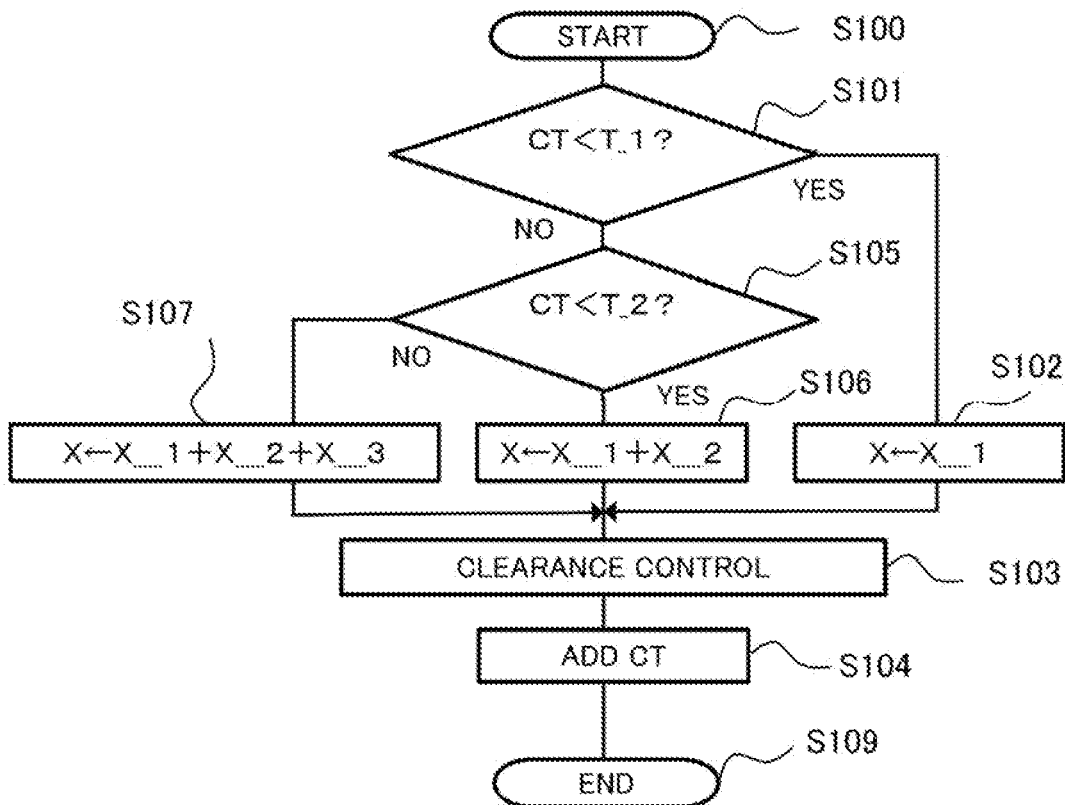 START
S100
CT<T_1?
S101
YES
NO
CT<T_2?
S105
S107
NO
YES
S106
S102
X←X_1+X_2+X_3
X←X_1+X_2
X←X_1
CLEARANCE CONTROL
S103
ADD CT
S104
END
S109